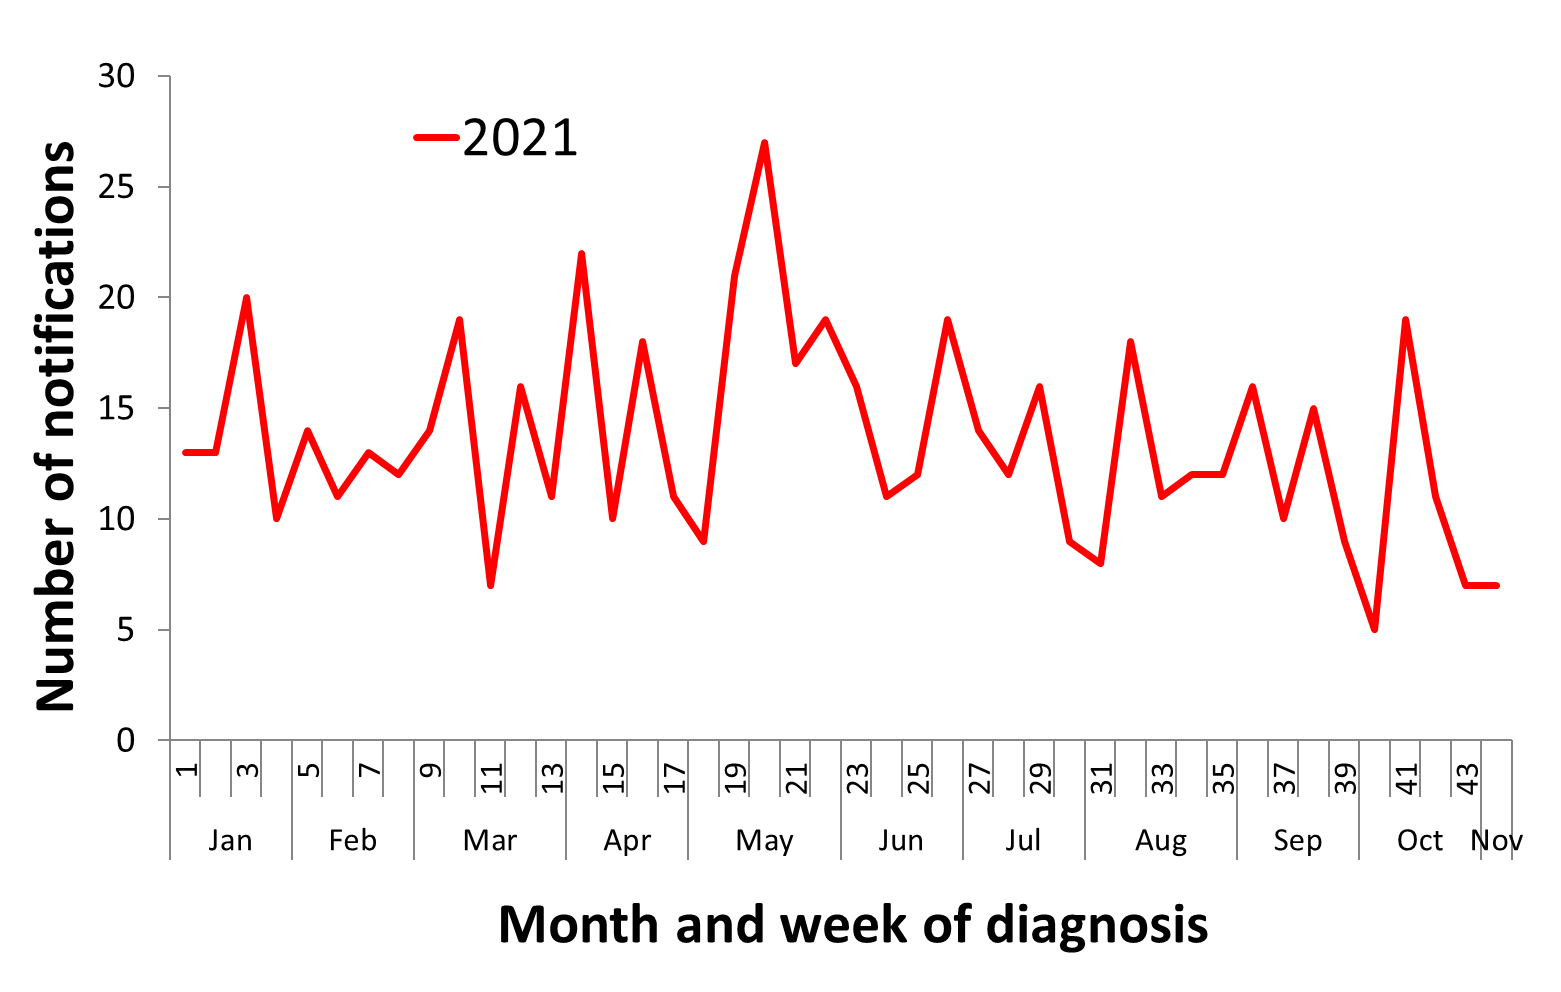 2021
Number of notifications
30
25
20
15
10
5
0
1 3 5 7 9 11 13 15 17 19 21 23 25 27 29 31 33 35 37 39 41 43
Jan Feb Mar Apr May Jun Jul Aug Sep Oct Nov
Month and week of diagnosis